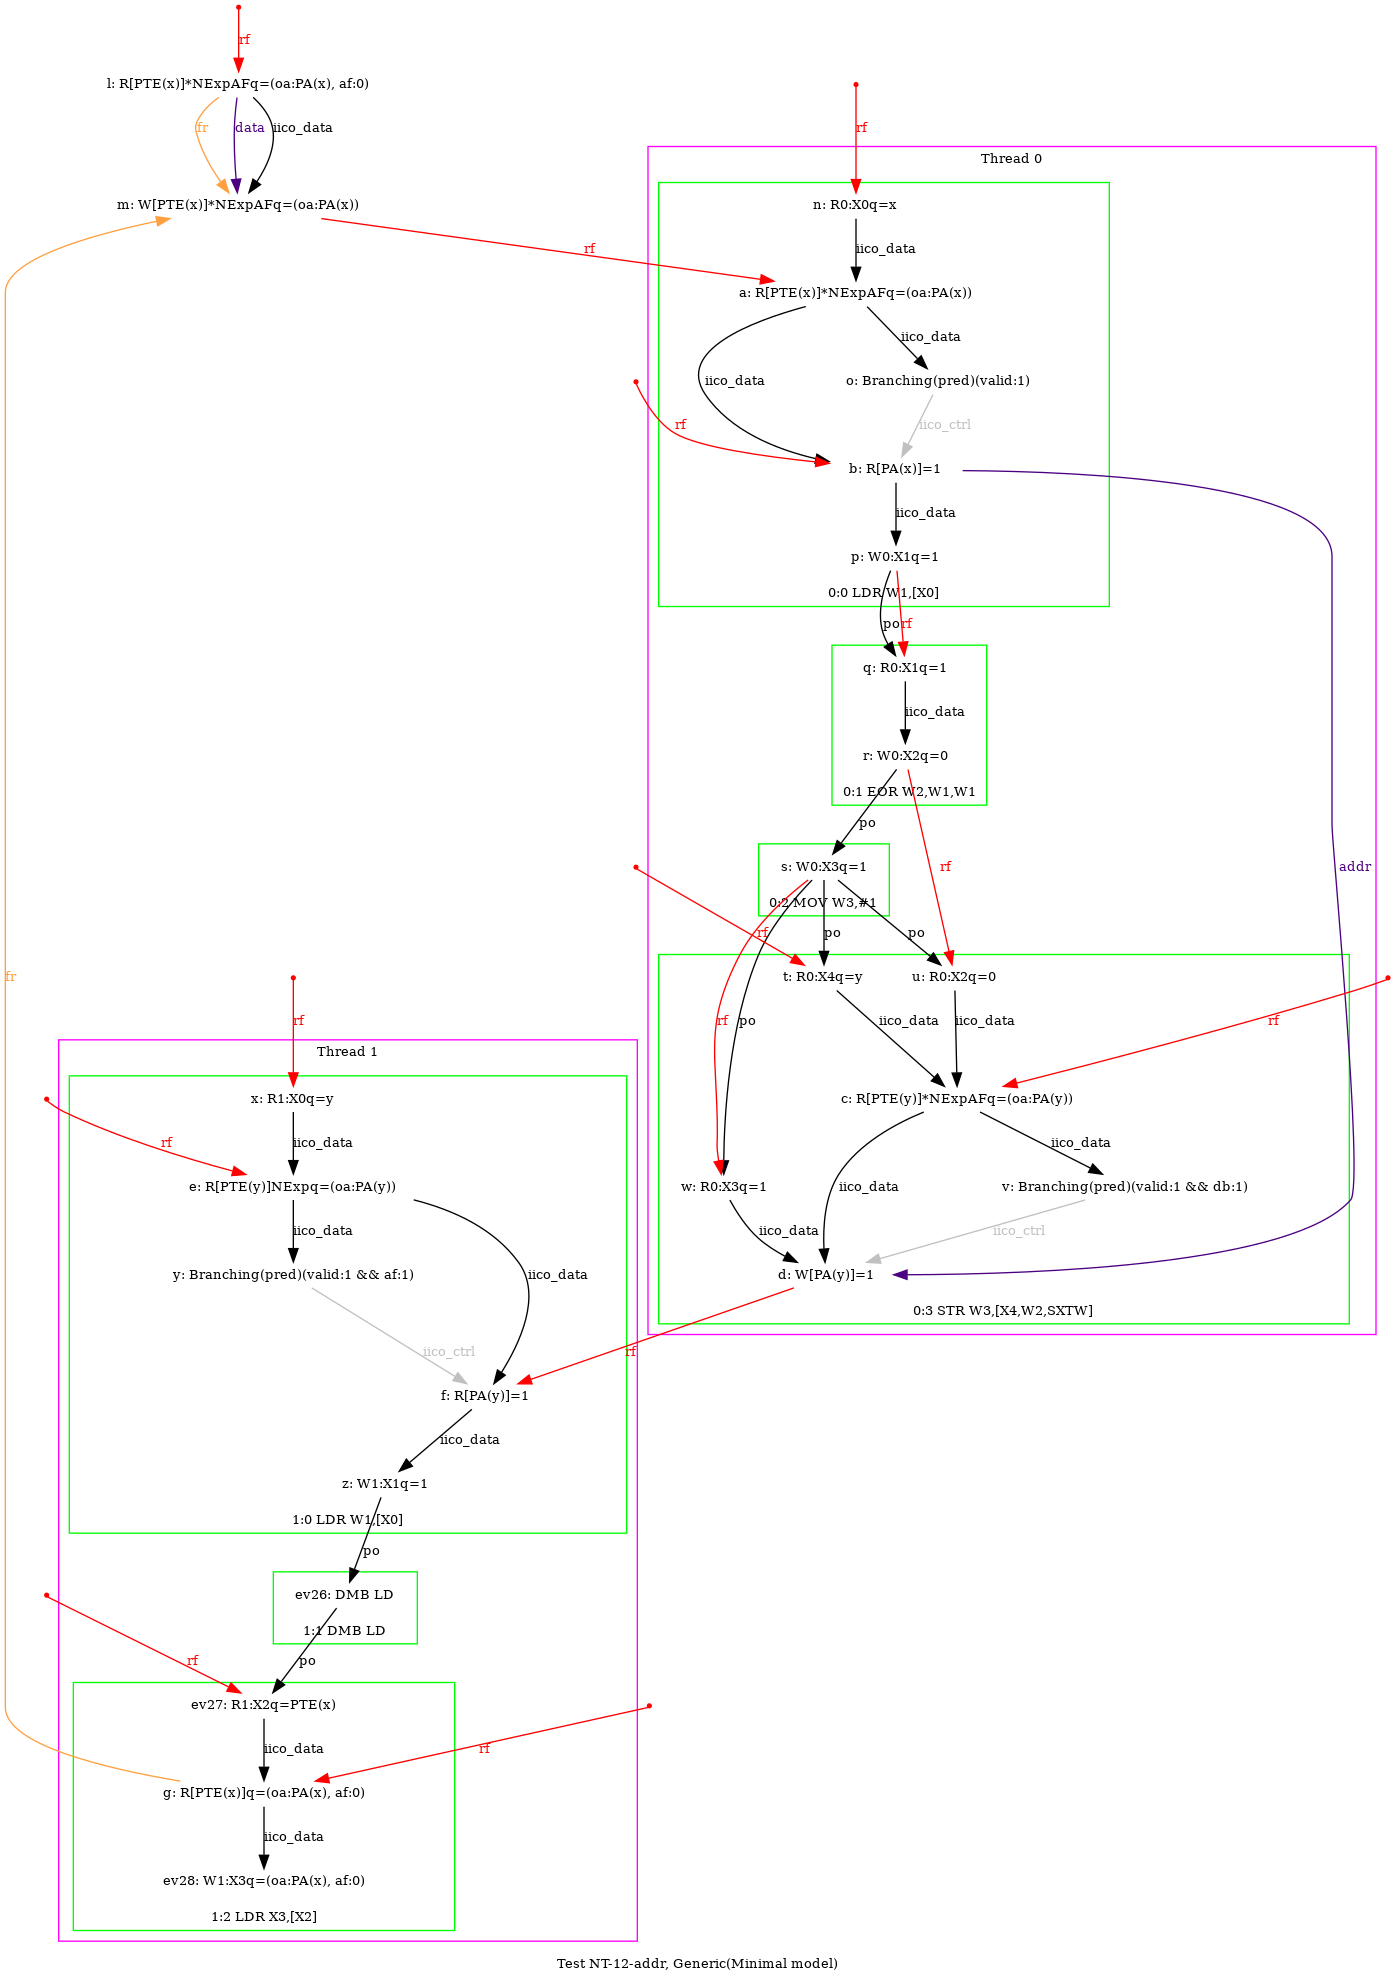 rf
l: R[PTE(x)]*NExpAFq=(oa:PA(x), af:0)
fr
data
iico_data
m: W[PTE(x)]*NExpAFq=(oa:PA(x))
rf
rf
Thread 0
n: R0:X0q=x
iico_data
a: R[PTE(x)]*NExpAFq=(oa:PA(x))
iico_data
iico_data
o: Branching(pred)(valid:1)
rf
iico_ctrl
b: R[PA(x)]=1
iico_data
p: W0:X1q=1
0:0 LDR W1,[X0]
po
rf
q: R0:X1q=1
iico_data
r: W0:X2q=0
0:1 EOR W2,W1,W1
po
rf
addr
s: W0:X3q=1
0:2 MOV W3,#1
rf
po
po
t: R0:X4q=y
u: R0:X2q=0
rf
po
iico_data
iico_data
rf
c: R[PTE(y)]*NExpAFq=(oa:PA(y))
iico_data
iico_data
w: R0:X3q=1
v: Branching(pred)(valid:1 && db:1)
iico_data
iico_ctrl
d: W[PA(y)]=1
0:3 STR W3,[X4,W2,SXTW]
rf
fr
rf
Thread 1
x: R1:X0q=y
rf
iico_data
e: R[PTE(y)]NExpq=(oa:PA(y))
iico_data
iico_data
y: Branching(pred)(valid:1 && af:1)
iico_ctrl
f: R[PA(y)]=1
iico_data
z: W1:X1q=1
1:0 LDR W1,[X0]
po
ev26: DMB LD
1:1 DMB LD
rf
po
ev27: R1:X2q=PTE(x)
iico_data
rf
g: R[PTE(x)]q=(oa:PA(x), af:0)
iico_data
ev28: W1:X3q=(oa:PA(x), af:0)
1:2 LDR X3,[X2]
Test NT-12-addr, Generic(Minimal model)